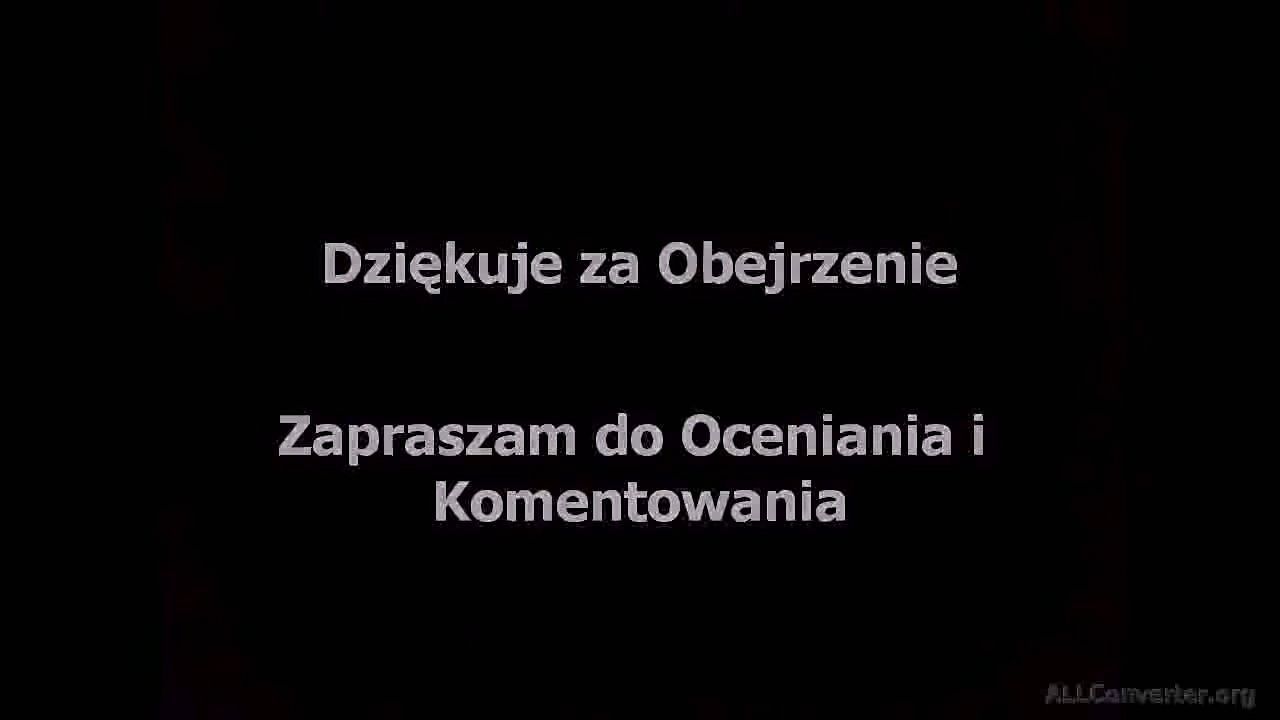 Dziękuje za Obejrzenie
Zapraszam do Oceniania i
Komentowania
ALLConverter.org